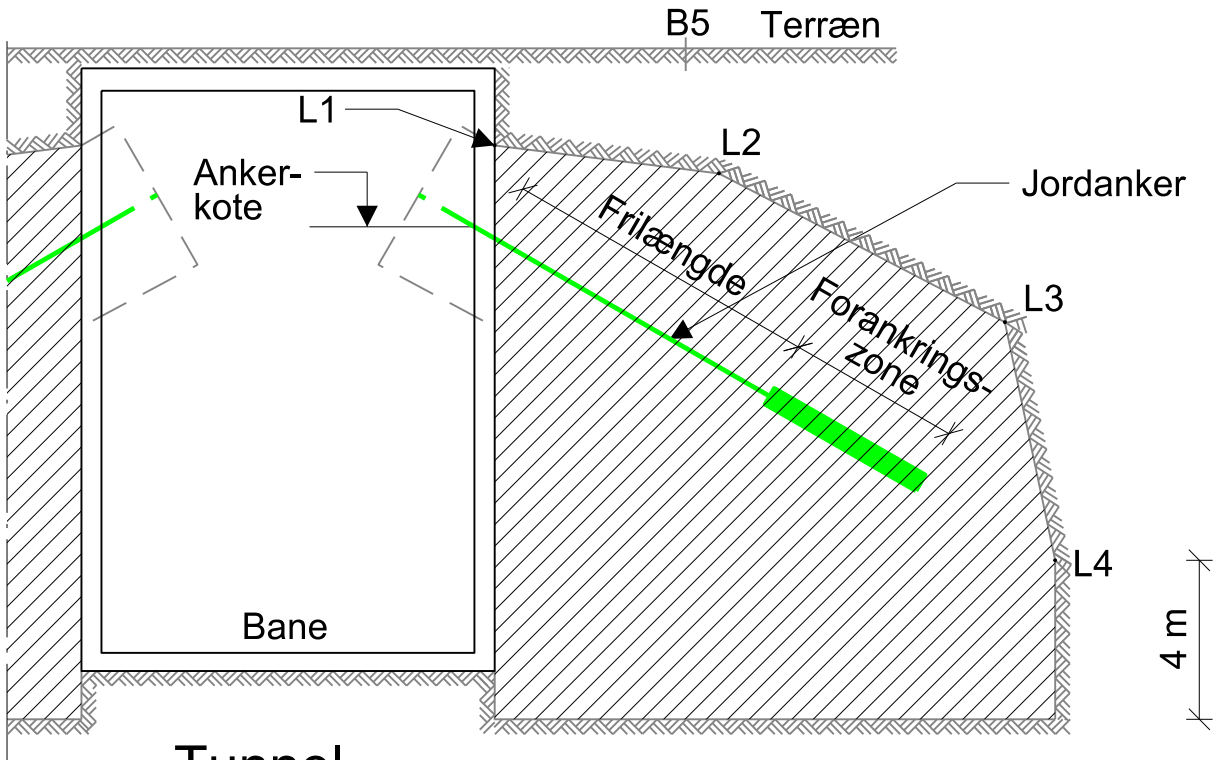 B5 Terræn
L1
L2
Anker-
kote
Jordanker
Frilængde
L3
Forankrings-
zone
L4
Bane
4 m
Tunnel